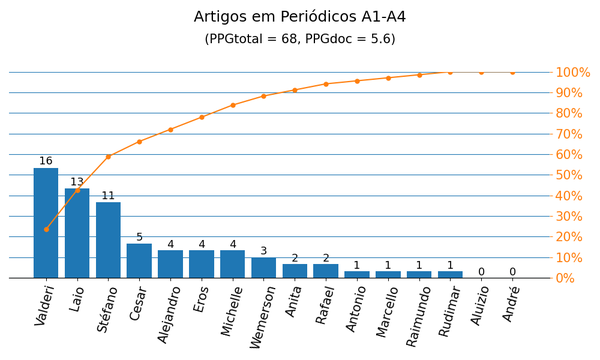 Artigos em Periódicos A1-A4
(PPGtotal = 68, PPGdoc = 5.6)
100%
90%
80%
70%
60%
50%
40%
30%
20%
10%
0%
16
13
11
5
4
4
4
3
2
2
1
1
1
1
0
0
Valderi
Laio
Stéfano
Cesar
Alejandro
Eros
Michelle
Wemerson
Anita
Rafael
Antonio
Marcello
Raimundo
Rudimar
Aluizio
André